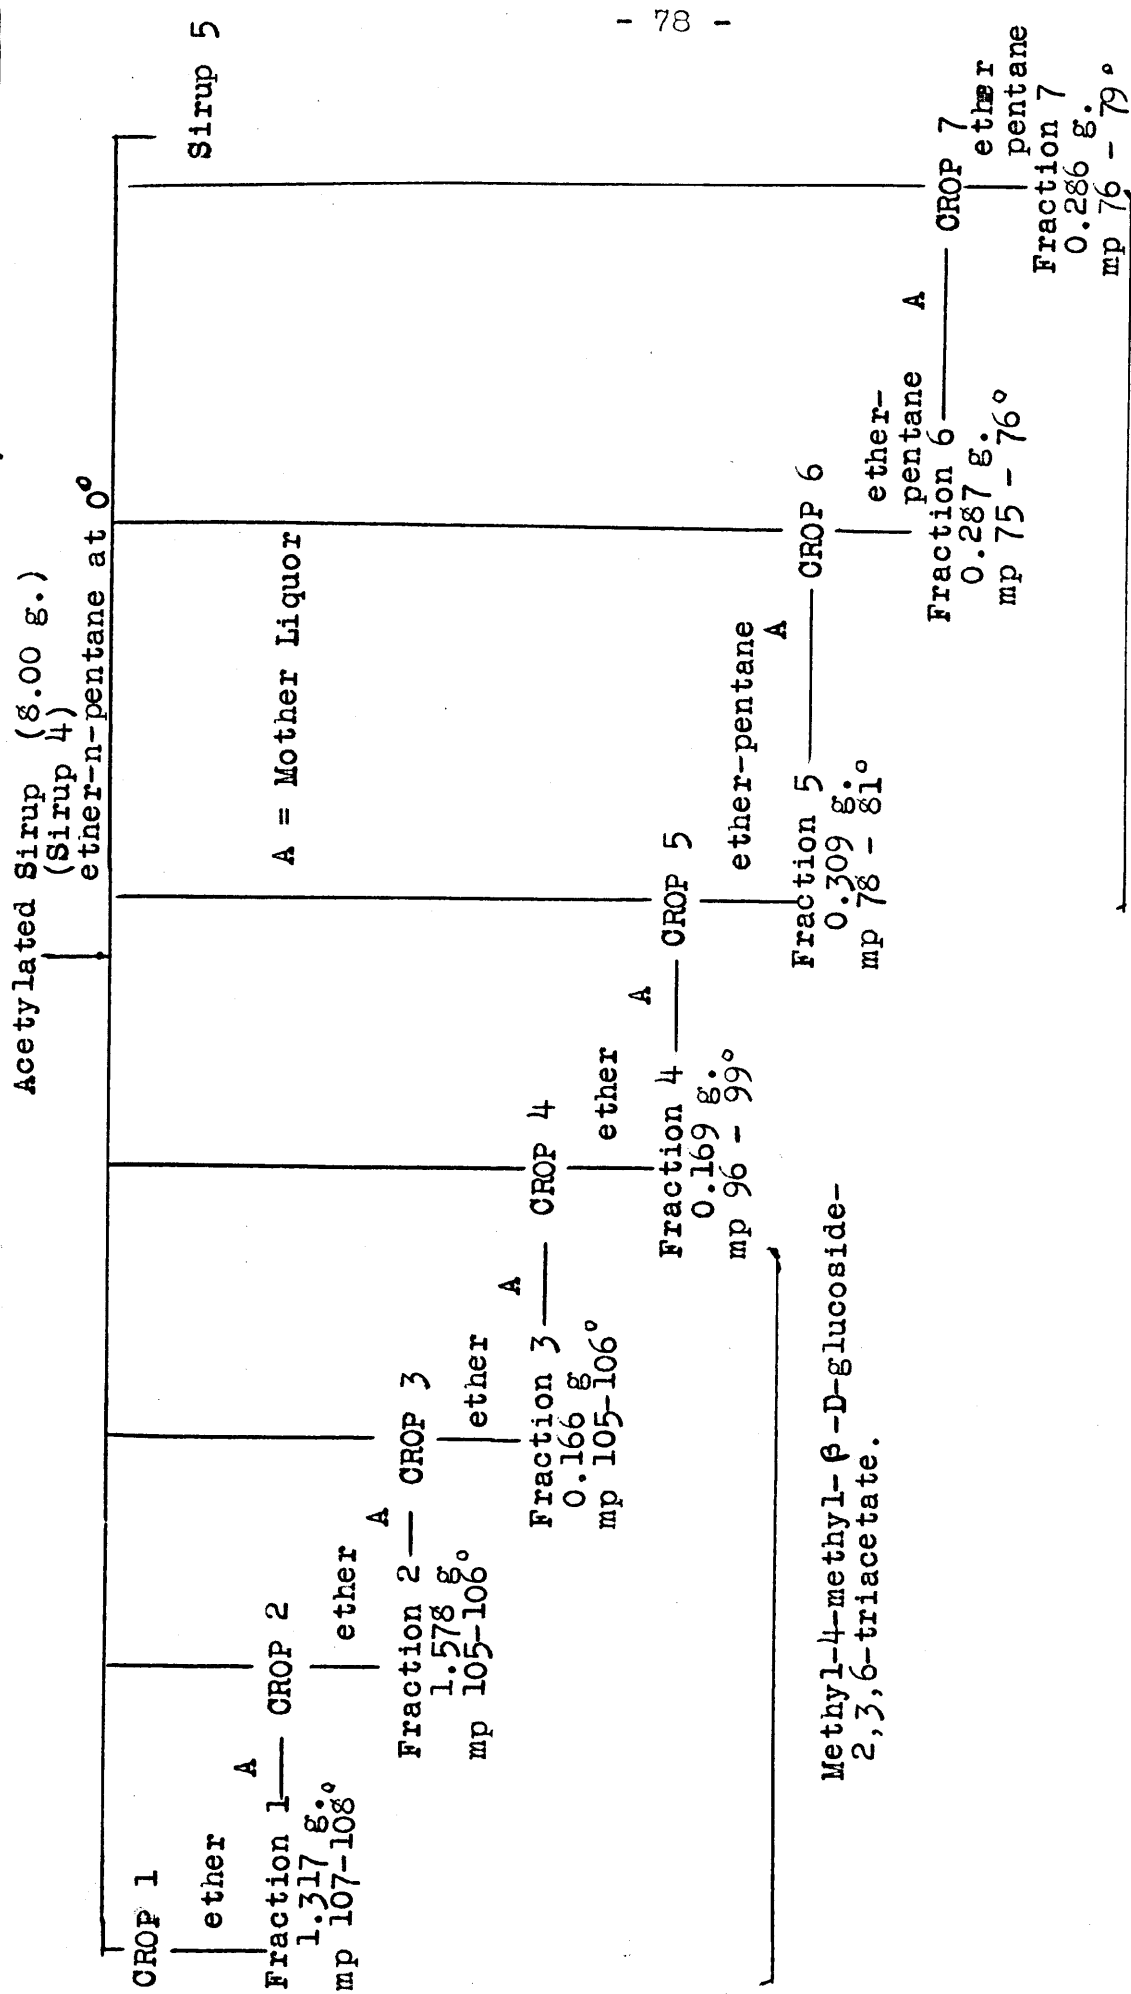 - 78 -
Acetylated Sirup (8.00 g.)
(Sirup 4)
ether-n-pentane at 0°
Sirup 5
A = Mother Liquor
CROP 1
ether
Fraction 1
1.317 g.
mp 107-108°
A
CROP 2
ether
Fraction 2
1.578 g.
mp 105-106°
A
CROP 3
ether
Fraction 3
0.166 g
mp 105-106°
A
CROP 4
ether
Fraction 4
0.169 g.
mp 96 - 99°
A
CROP 5
ether-pentane
Fraction 5
0.309 g.
mp 78 - 81°
A
CROP 6
ether-
pentane
Fraction 6
0.287 g.
mp 75 - 76°
A
CROP 7
ether
pentane
Fraction 7
0.286 g.
mp 76 - 79°
Methyl-4-methyl-β-D-glucoside-
2,3,6-triacetate.